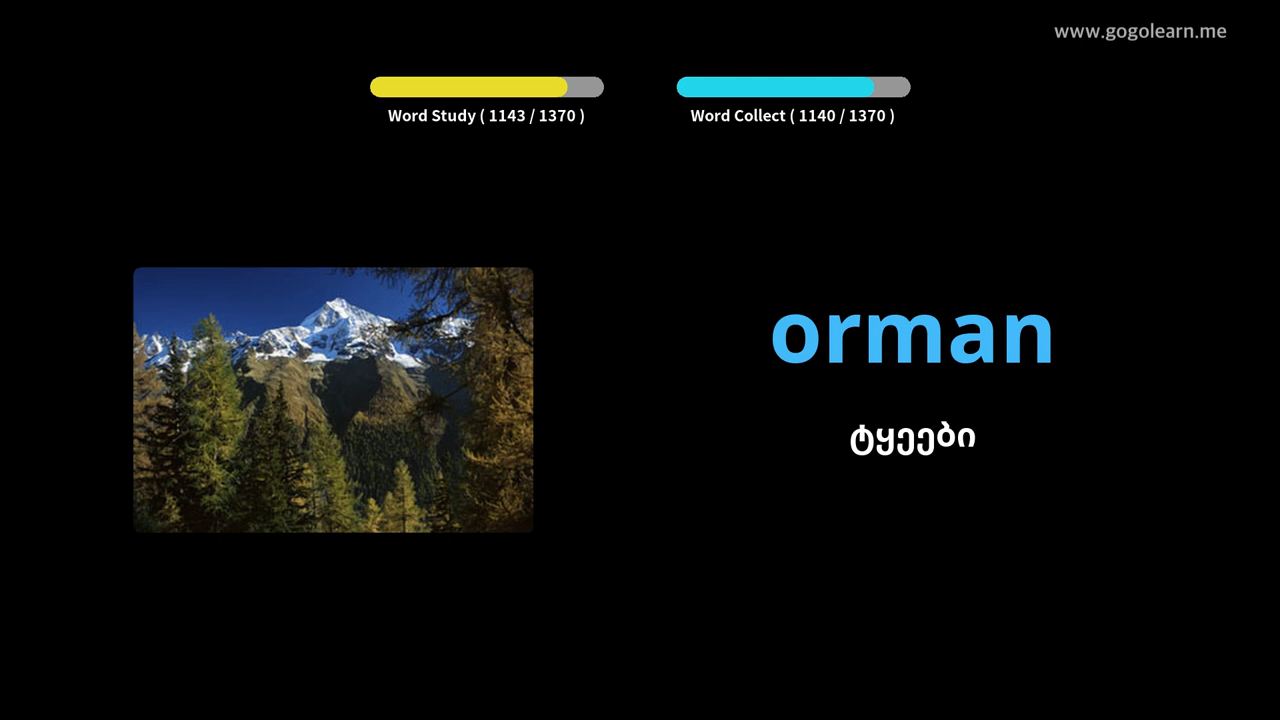 www.gogolearn.me
Word Study ( 1143 / 1370 )
Word Collect ( 1140 / 1370 )
orman
ტყეები